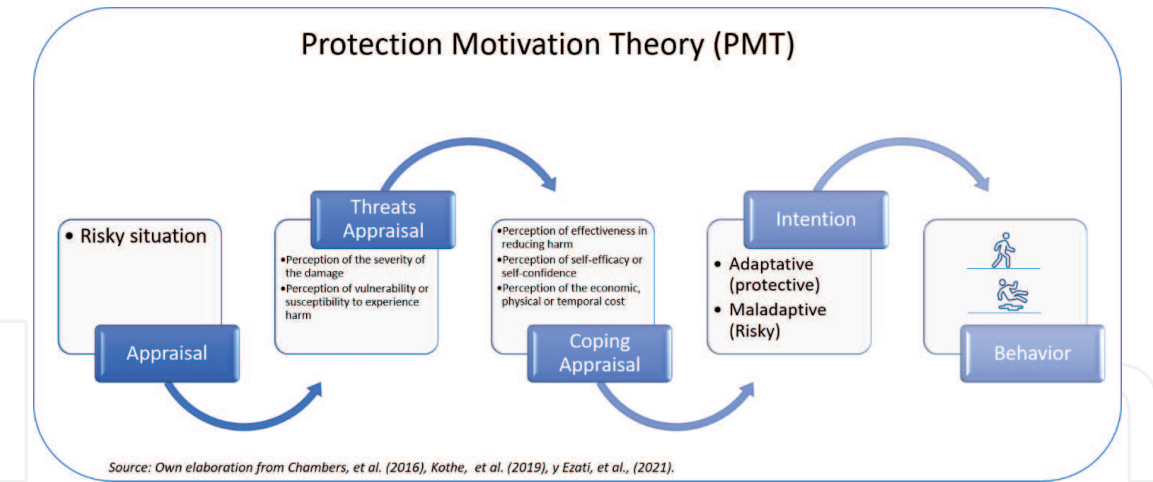 Protection Motivation Theory (PMT)
• Risky situation
Appraisal
Threats
Appraisal
•Perception of the severity of
the damage
•Perception of vulnerability or
susceptibility to experience
harm
•Perception of effectiveness in
reducing harm
•Perception of self-efficacy or
self-confidence
•Perception of the economic,
physical or temporal cost
Coping
Appraisal
Intention
• Adaptative
(protective)
• Maladaptive
(Risky)
Behavior
Source: Own elaboration from Chambers, et al. (2016), Kothe, et al. (2019), y Ezati, et al., (2021).